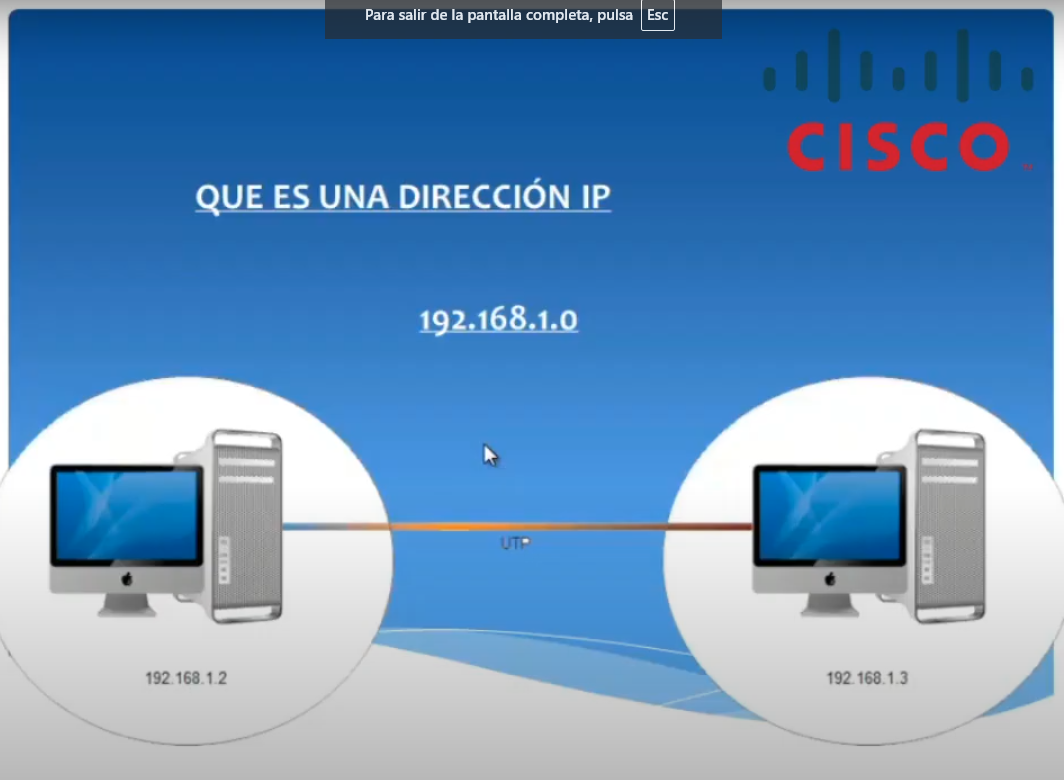 Para salir de la pantalla completa, pulsa Esc
CISCO
QUE ES UNA DIRECCIÓN IP
192.168.1.0
UTP
192.168.1.2
192.168.1.3